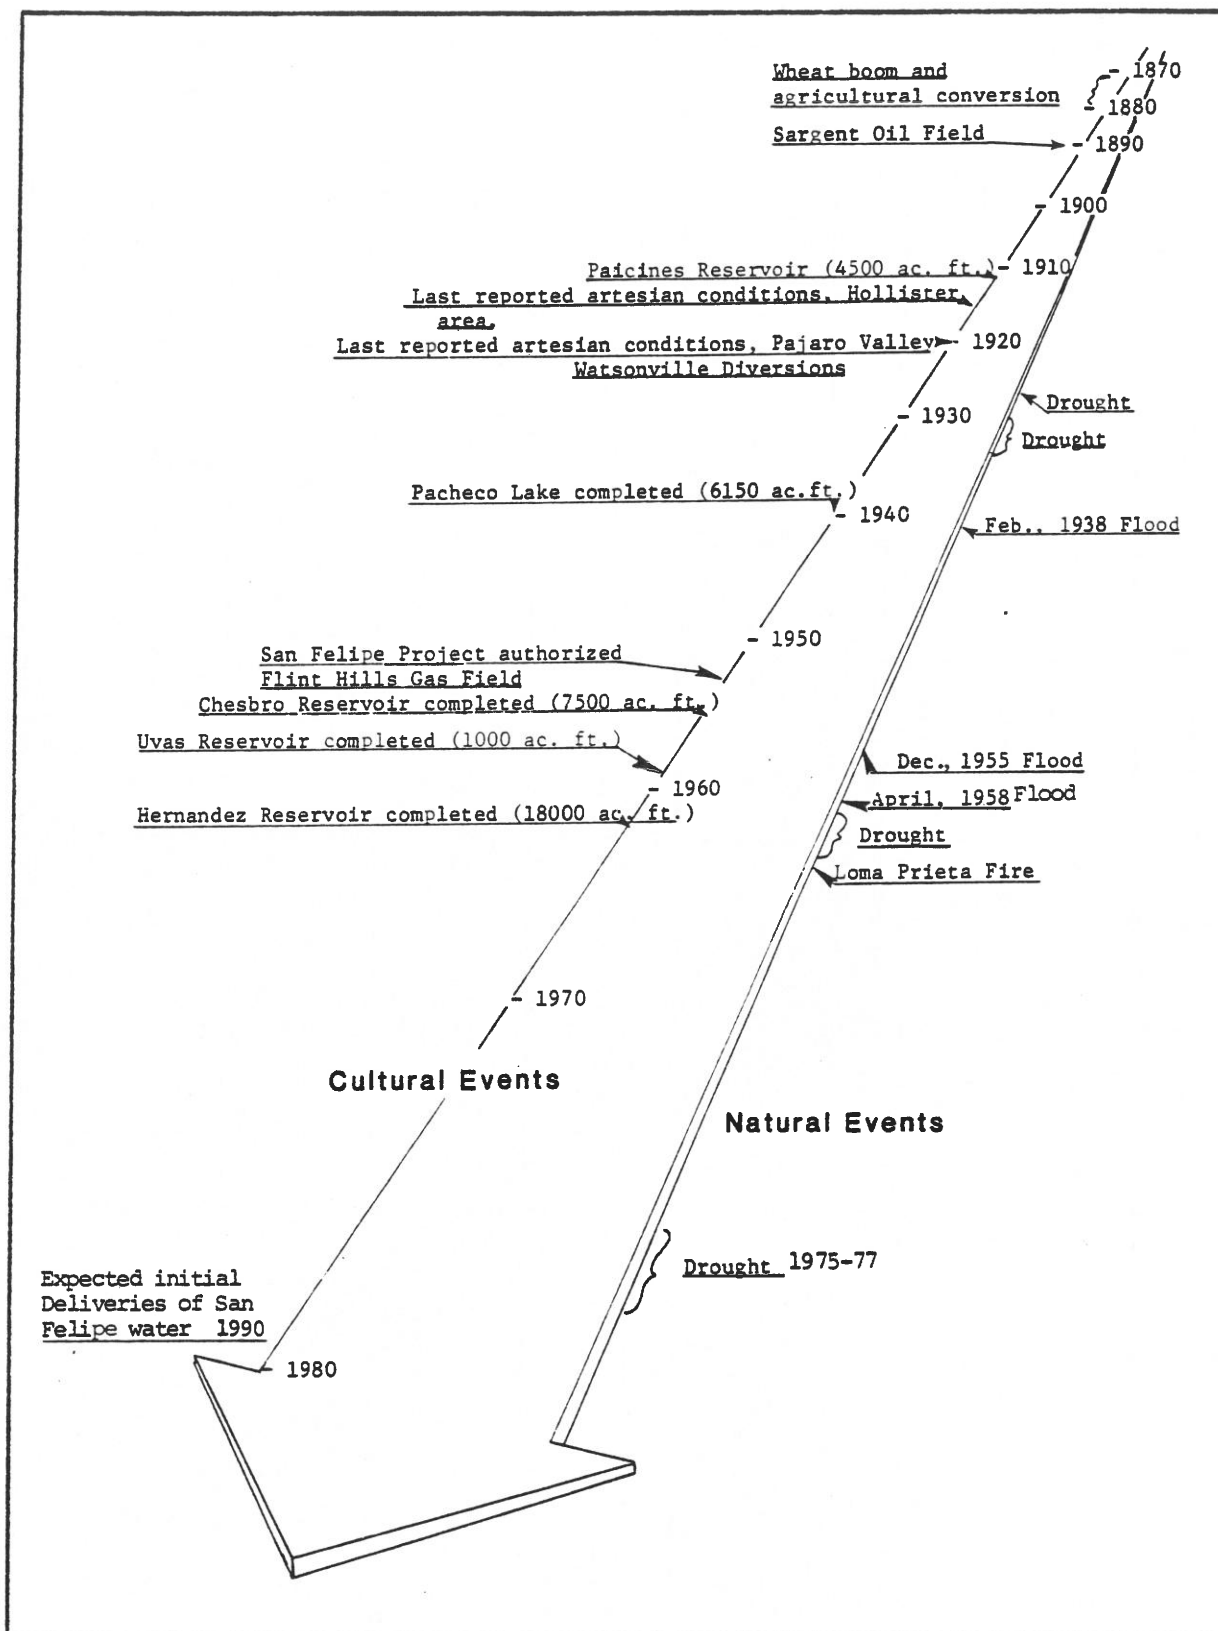 Wheat boom and
agricultural conversion
1870
1880
Sargent Oil Field
1890
1900
Paicines Reservoir (4500 ac. ft.)
1910
Last reported artesian conditions, Hollister
area.
Last reported artesian conditions, Pajaro Valley
1920
Watsonville Diversions
Drought
1930
Drought
Pacheco Lake completed (6150 ac.ft.)
1940
Feb., 1938 Flood
1950
San Felipe Project authorized
Flint Hills Gas Field
Chesbro Reservoir completed (7500 ac. ft.)
Uvas Reservoir completed (1000 ac. ft.)
Dec., 1955 Flood
1960
April, 1958 Flood
Hernandez Reservoir completed (18000 ac. ft.)
Drought
Loma Prieta Fire
1970
Cultural Events
Natural Events
Drought 1975-77
Expected initial
Deliveries of San
Felipe water 1990
1980